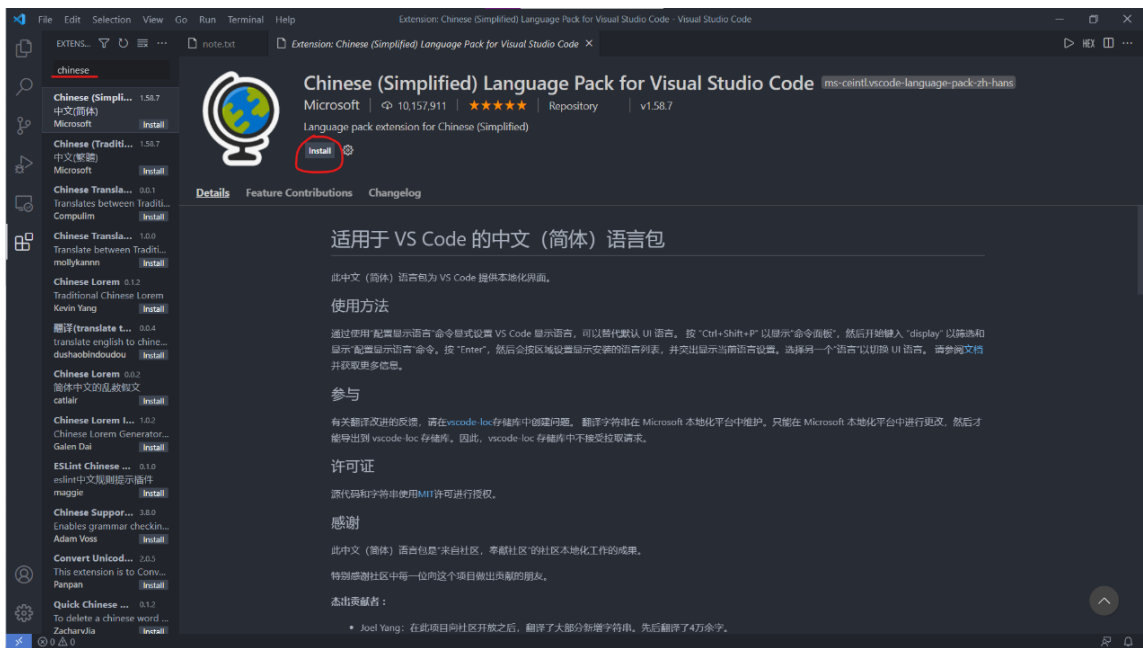 File Edit Selection View Go Run Terminal Help
Extension: Chinese (Simplified) Language Pack for Visual Studio Code - Visual Studio Code
EXTENS...
note.txt
Extension: Chinese (Simplified) Language Pack for Visual Studio Code
HEX
chinese
Chinese (Simpli... 1.58.7
中文(简体)
Microsoft Install
Chinese (Traditi... 1.58.7
中文(繁體)
Microsoft Install
Chinese Transla... 0.0.1
Translates between Traditi...
Compulim Install
Chinese Transla... 1.0.0
Translate between Traditi...
mollykannn Install
Chinese Lorem 0.1.2
Traditional Chinese Lorem
Kevin Yang Install
翻译(translate t... 0.0.4
translate english to chine...
dushaobindoudou Install
Chinese Lorem 0.0.2
简体中文的乱数假文
catlair Install
Chinese Lorem I... 1.0.2
Chinese Lorem Generator...
Galen Dai Install
ESLint Chinese ... 0.1.0
eslint中文规则提示插件
maggie Install
Chinese Suppor... 3.8.0
Enables grammar checkin...
Adam Voss Install
Convert Unicod... 2.0.5
This extension is to Conv...
Panpan Install
Quick Chinese ... 0.1.2
To delete a chinese word ...
ZacharyJia Install
Chinese (Simplified) Language Pack for Visual Studio Code ms-ceintl.vscode-language-pack-zh-hans
Microsoft 10,157,911 ★★★★★ Repository v1.58.7
Language pack extension for Chinese (Simplified)
Install
Details Feature Contributions Changelog
适用于 VS Code 的中文（简体）语言包
此中文（简体）语言包为 VS Code 提供本地化界面。
使用方法
通过使用“配置显示语言”命令显式设置 VS Code 显示语言，可以替代默认 UI 语言。 按 “Ctrl+Shift+P” 以显示“命令面板”，然后开始键入 “display” 以筛选和
显示“配置显示语言”命令。按 “Enter”，然后会按区域设置显示安装的语言列表，并突出显示当前语言设置。选择另一个“语言”以切换 UI 语言。 请参阅文档
并获取更多信息。
参与
有关翻译改进的反馈，请在vscode-loc存储库中创建问题。 翻译字符串在 Microsoft 本地化平台中维护。只能在 Microsoft 本地化平台中进行更改，然后才
能导出到 vscode-loc 存储库。因此，vscode-loc 存储库中不接受拉取请求。
许可证
源代码和字符串使用MIT许可进行授权。
感谢
此中文（简体）语言包是“来自社区，奉献社区”的社区本地化工作的成果。
特别感谢社区中每一位向这个项目做出贡献的朋友。
杰出贡献者：
• Joel Yang：在此项目向社区开放之后，翻译了大部分新增字符串。先后翻译了4万余字。
0 0